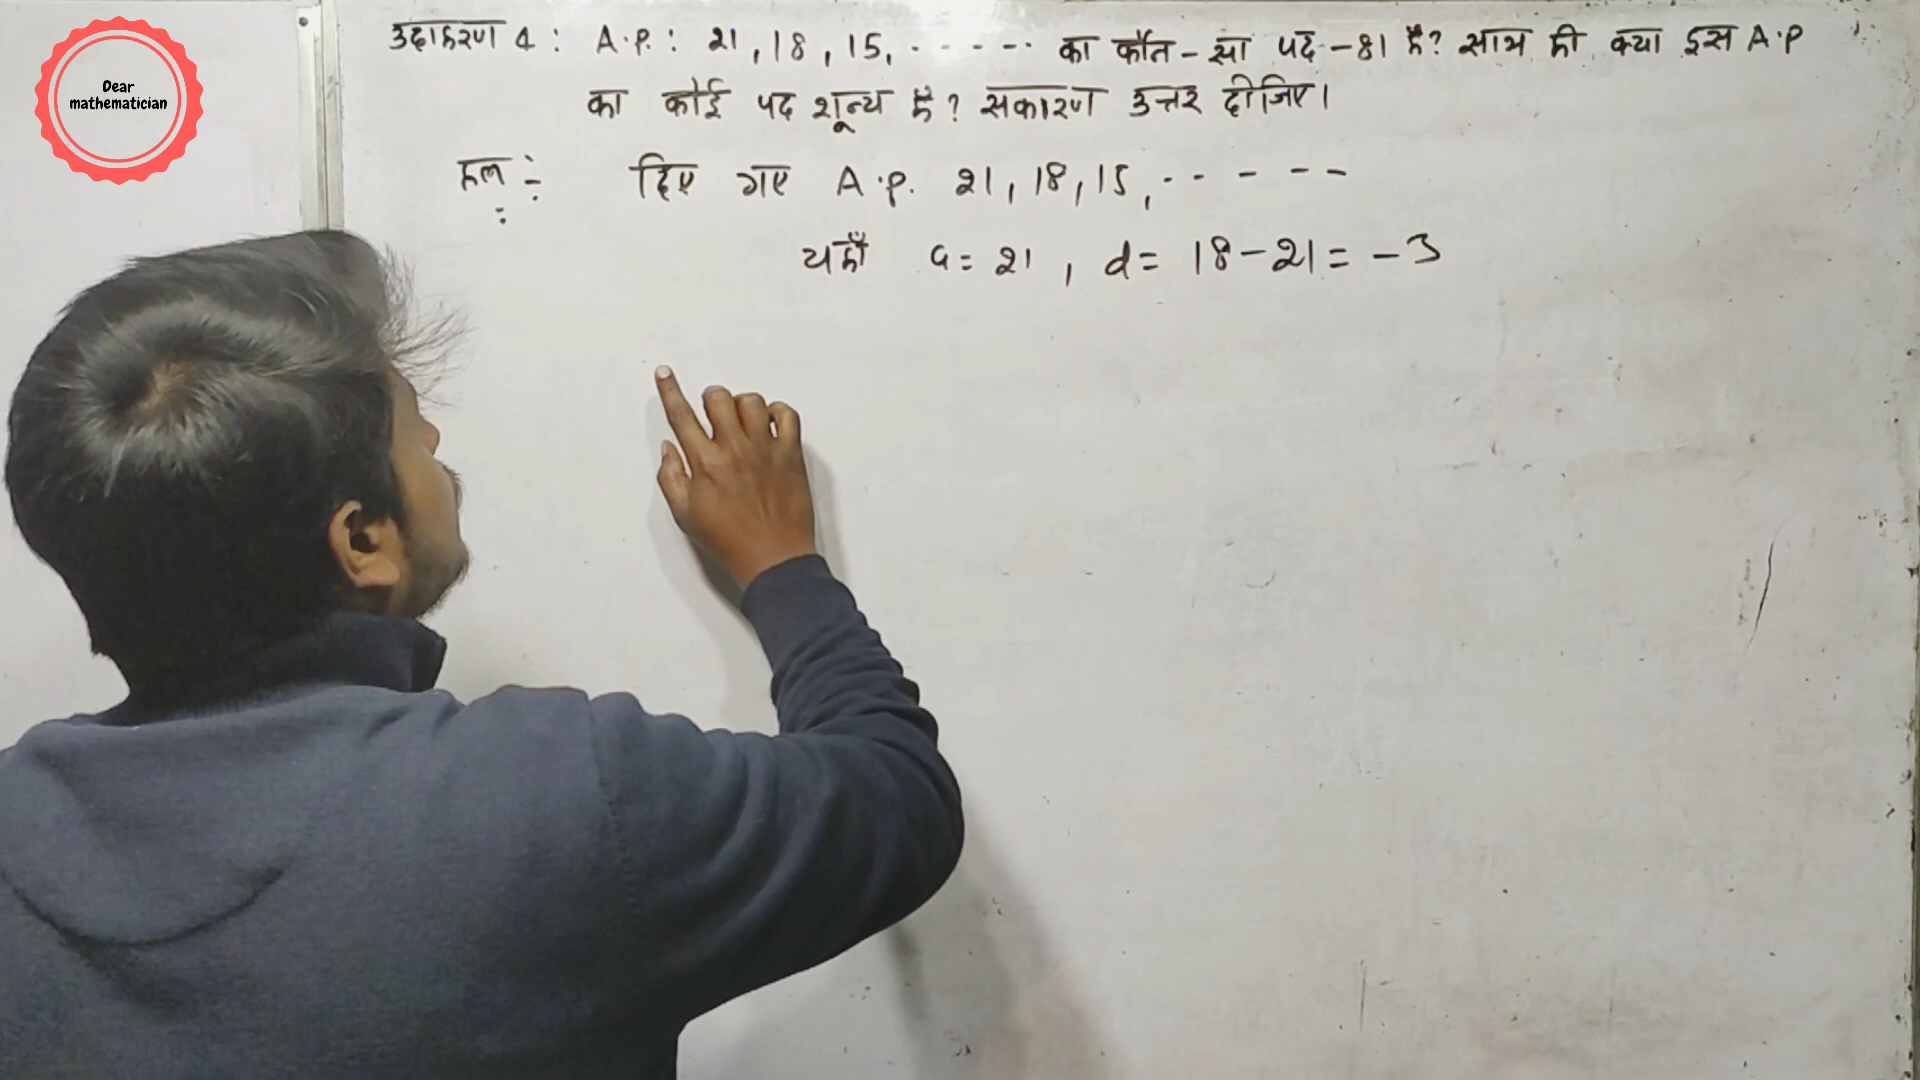 Dear
mathematician
उदाहरण 4 : A.P. : 21, 18, 15, ...... का कौन-सा पद -81 है? साथ ही क्या इस A.P
का कोई पद शून्य है? सकारण उत्तर दीजिए।
हल :- दिए गए A.P. 21, 18, 15, ......
यहाँ a = 21 , d = 18 - 21 = - 3